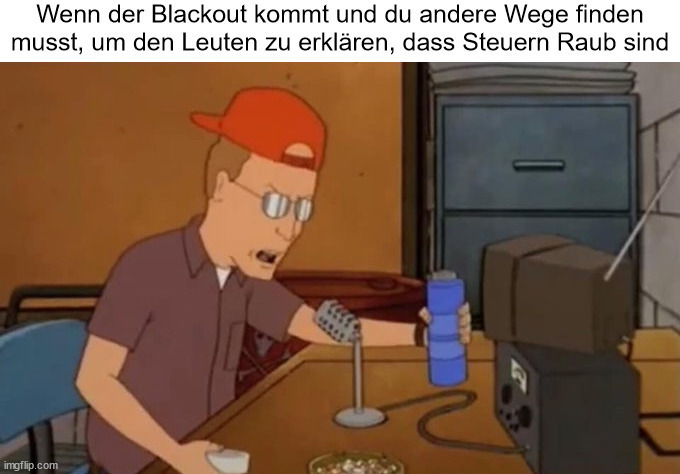 Wenn der Blackout kommt und du andere Wege finden
musst, um den Leuten zu erklären, dass Steuern Raub sind
imgflip.com